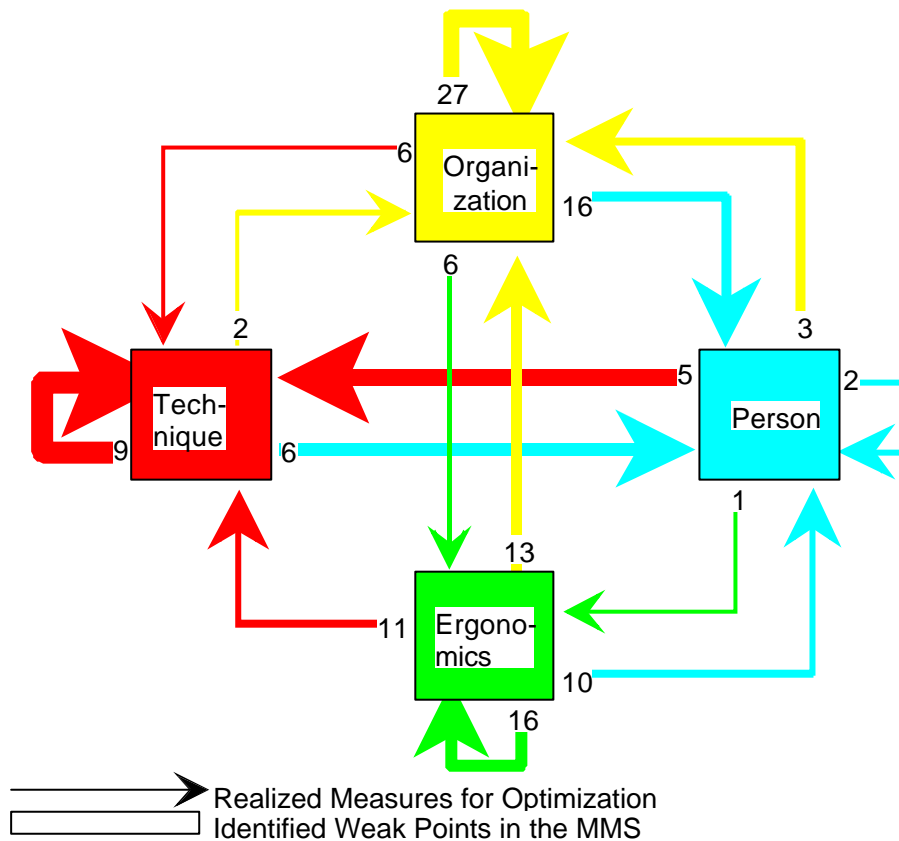 27
6
Organi-
zation
16
6
2
3
Tech-
nique
9
6
5
Person
2
1
13
11
Ergono-
mics
10
16
Realized Measures for Optimization
Identified Weak Points in the MMS